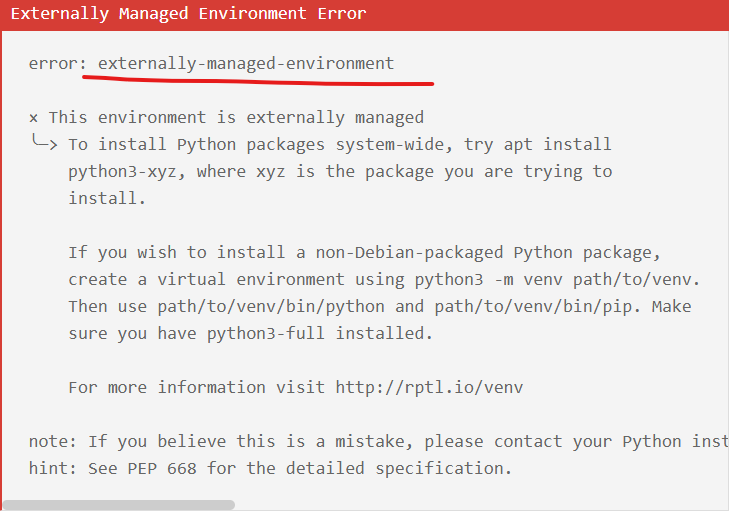 Externally Managed Environment Error
error: externally-managed-environment
× This environment is externally managed
╰─> To install Python packages system-wide, try apt install
python3-xyz, where xyz is the package you are trying to
install.
If you wish to install a non-Debian-packaged Python package,
create a virtual environment using python3 -m venv path/to/venv.
Then use path/to/venv/bin/python and path/to/venv/bin/pip. Make
sure you have python3-full installed.
For more information visit http://rptl.io/venv
note: If you believe this is a mistake, please contact your Python inst
hint: See PEP 668 for the detailed specification.